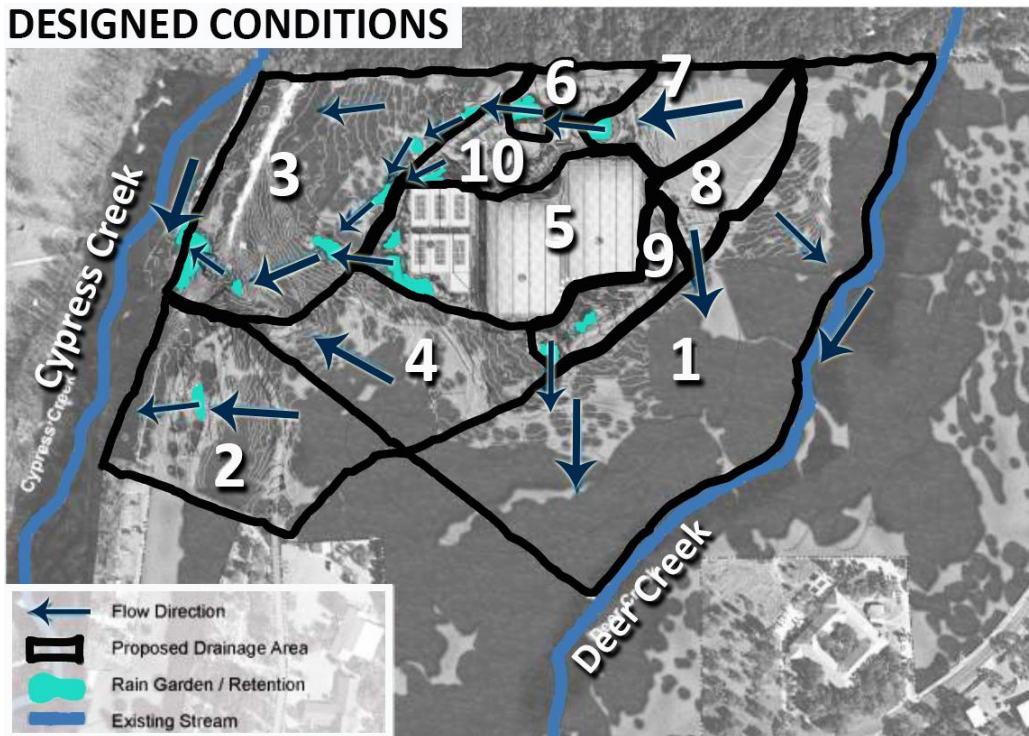 DESIGNED CONDITIONS
6
7
3
10
8
5
9
Cypress Creek
Cypress Creek
4
1
2
Deer Creek
Flow Direction
Proposed Drainage Area
Rain Garden / Retention
Existing Stream